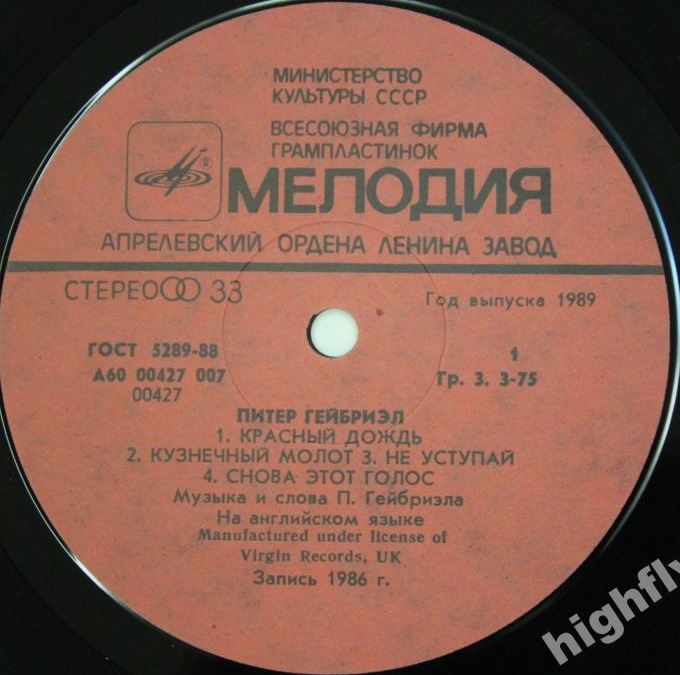 МИНИСТЕРСТВО
КУЛЬТУРЫ СССР
ВСЕСОЮЗНАЯ ФИРМА
ГРАМПЛАСТИНОК
®
МЕЛОДИЯ
АПРЕЛЕВСКИЙ ОРДЕНА ЛЕНИНА ЗАВОД
СТЕРЕО 33
Год выпуска 1989
ГОСТ 5289-88
А60 00427 007
00427
1
Гр. 3. 3-75
ПИТЕР ГЕЙБРИЭЛ
1. КРАСНЫЙ ДОЖДЬ
2. КУЗНЕЧНЫЙ МОЛОТ 3. НЕ УСТУПАЙ
4. СНОВА ЭТОТ ГОЛОС
Музыка и слова П. Гейбриэла
На английском языке
Manufactured under license of
Virgin Records, UK
Запись 1986 г.
highfly